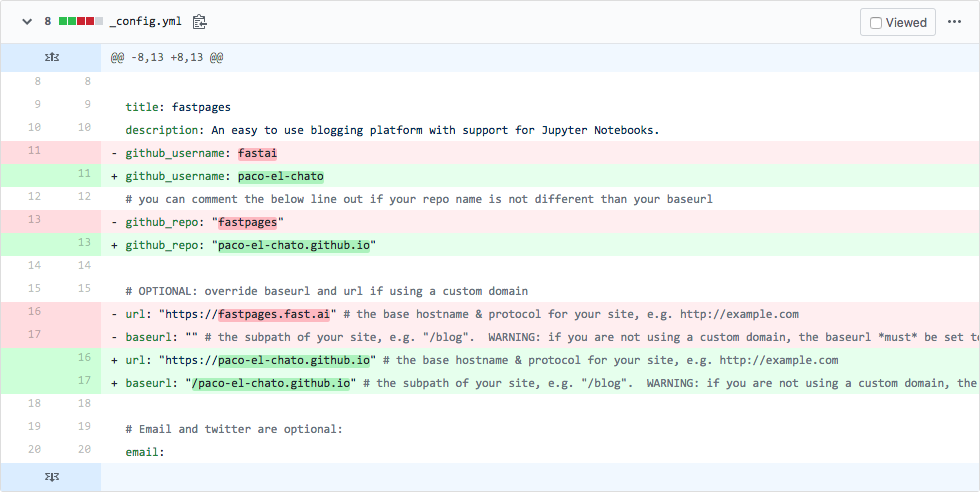 8 _config.yml Viewed
@@ -8,13 +8,13 @@
8 8
9 9 title: fastpages
10 10 description: An easy to use blogging platform with support for Jupyter Notebooks.
11 - github_username: fastai
11 + github_username: paco-el-chato
12 12 # you can comment the below line out if your repo name is not different than your baseurl
13 - github_repo: "fastpages"
13 + github_repo: "paco-el-chato.github.io"
14 14
15 15 # OPTIONAL: override baseurl and url if using a custom domain
16 - url: "https://fastpages.fast.ai" # the base hostname & protocol for your site, e.g. http://example.com
17 - baseurl: "" # the subpath of your site, e.g. "/blog".  WARNING: if you are not using a custom domain, the baseurl *must* be set to
16 + url: "https://paco-el-chato.github.io" # the base hostname & protocol for your site, e.g. http://example.com
17 + baseurl: "/paco-el-chato.github.io" # the subpath of your site, e.g. "/blog".  WARNING: if you are not using a custom domain, the
18 18
19 19 # Email and twitter are optional:
20 20 email: